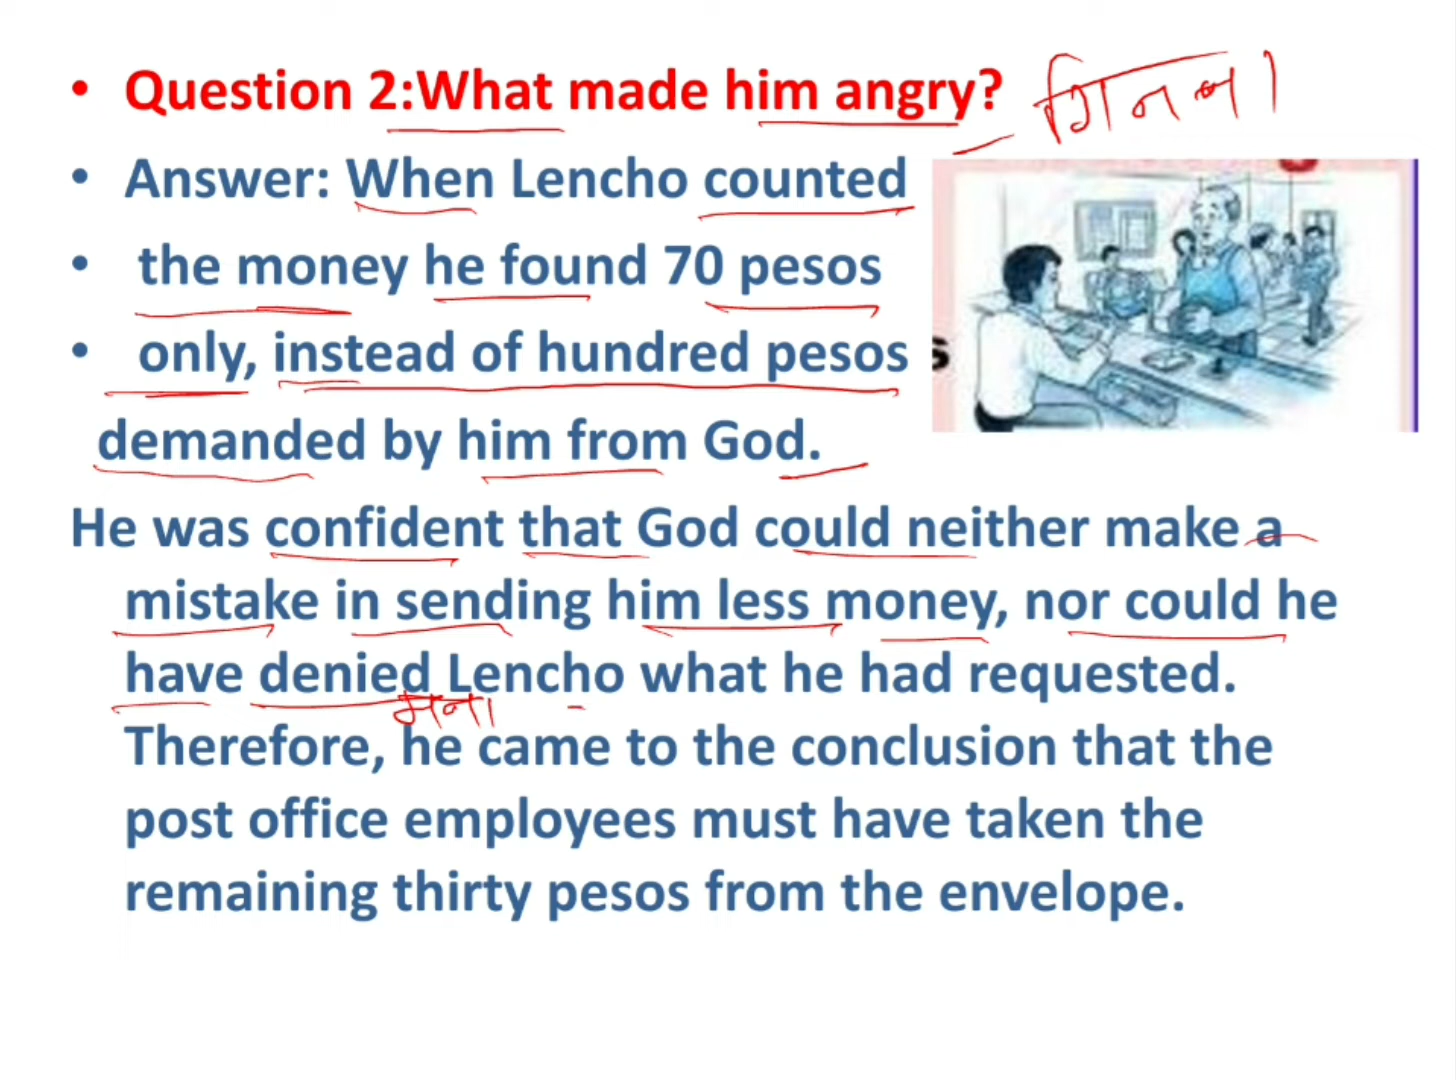 • Question 2:What made him angry? गिनना
• Answer: When Lencho counted
• the money he found 70 pesos
• only, instead of hundred pesos s
demanded by him from God.
He was confident that God could neither make a
mistake in sending him less money, nor could he
have denied Lencho what he had requested.
मना
Therefore, he came to the conclusion that the
post office employees must have taken the
remaining thirty pesos from the envelope.